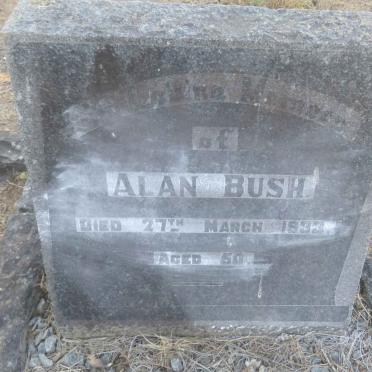 of
ALAN BUSH
DIED 27TH MARCH
AGED 50